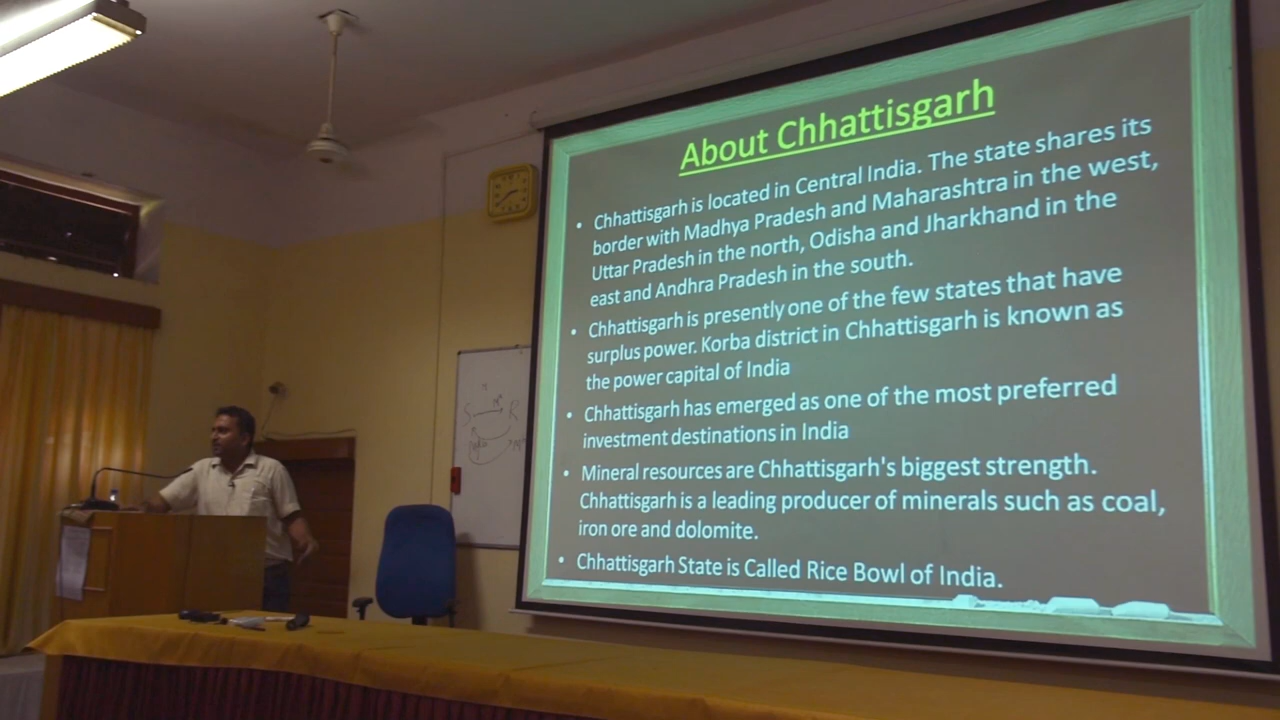 About Chhattisgarh
• Chhattisgarh is located in Central India. The state shares its
border with Madhya Pradesh and Maharashtra in the west,
Uttar Pradesh in the north, Odisha and Jharkhand in the
east and Andhra Pradesh in the south.
• Chhattisgarh is presently one of the few states that have
surplus power. Korba district in Chhattisgarh is known as
the power capital of India
• Chhattisgarh has emerged as one of the most preferred
investment destinations in India
• Mineral resources are Chhattisgarh's biggest strength.
Chhattisgarh is a leading producer of minerals such as coal,
iron ore and dolomite.
• Chhattisgarh State is Called Rice Bowl of India.
S R